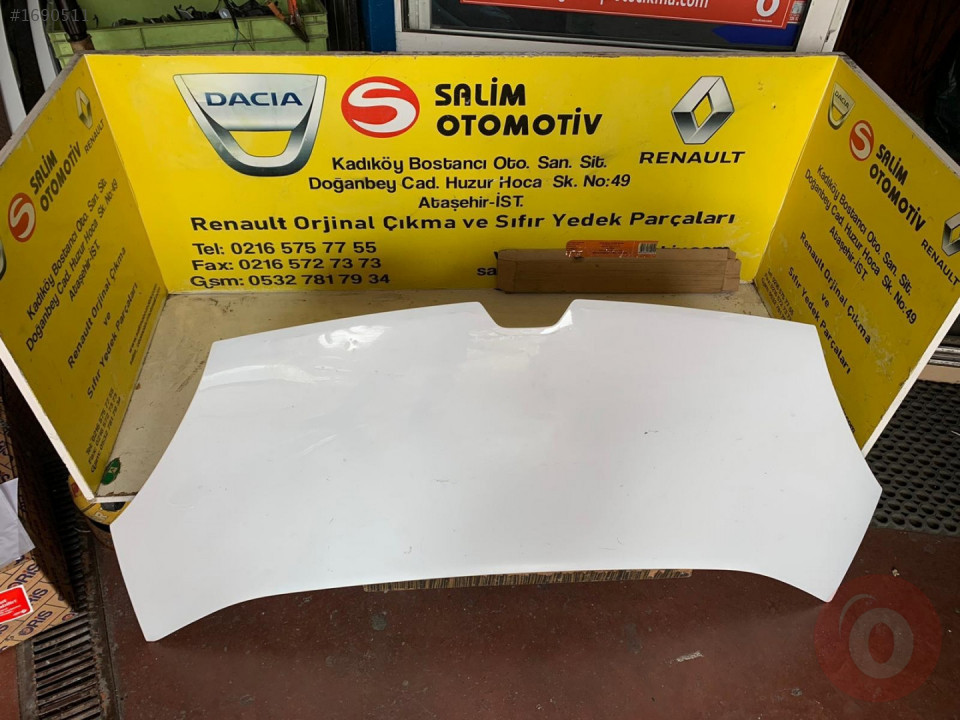 #1690511
DACIA
SALİM
OTOMOTİV
RENAULT
Kadıköy Bostancı Oto. San. Sit.
Doğanbey Cad. Huzur Hoca Sk. No:49
Ataşehir-İST.
Renault Orjinal Çıkma ve Sıfır Yedek Parçaları
Tel: 0216 575 77 55
Fax: 0216 572 73 73
Gsm: 0532 781 79 34
SALİM
OTOMOTİV
Kadıköy Bostancı Oto. San. Sit.
Doğanbey Cad. Huzur Hoca Sk. No:49
Ataşehir-İST.
Renault Orjinal Çıkma
ve
Sıfır Yedek Parçaları
SALİM
OTOMOTİV
Kadıköy Bostancı Oto. San. Sit.
Doğanbey Cad. Huzur Hoca Sk. No:49
Ataşehir-İST.
Renault Orjinal Çıkma
ve
Sıfır Yedek Parçaları